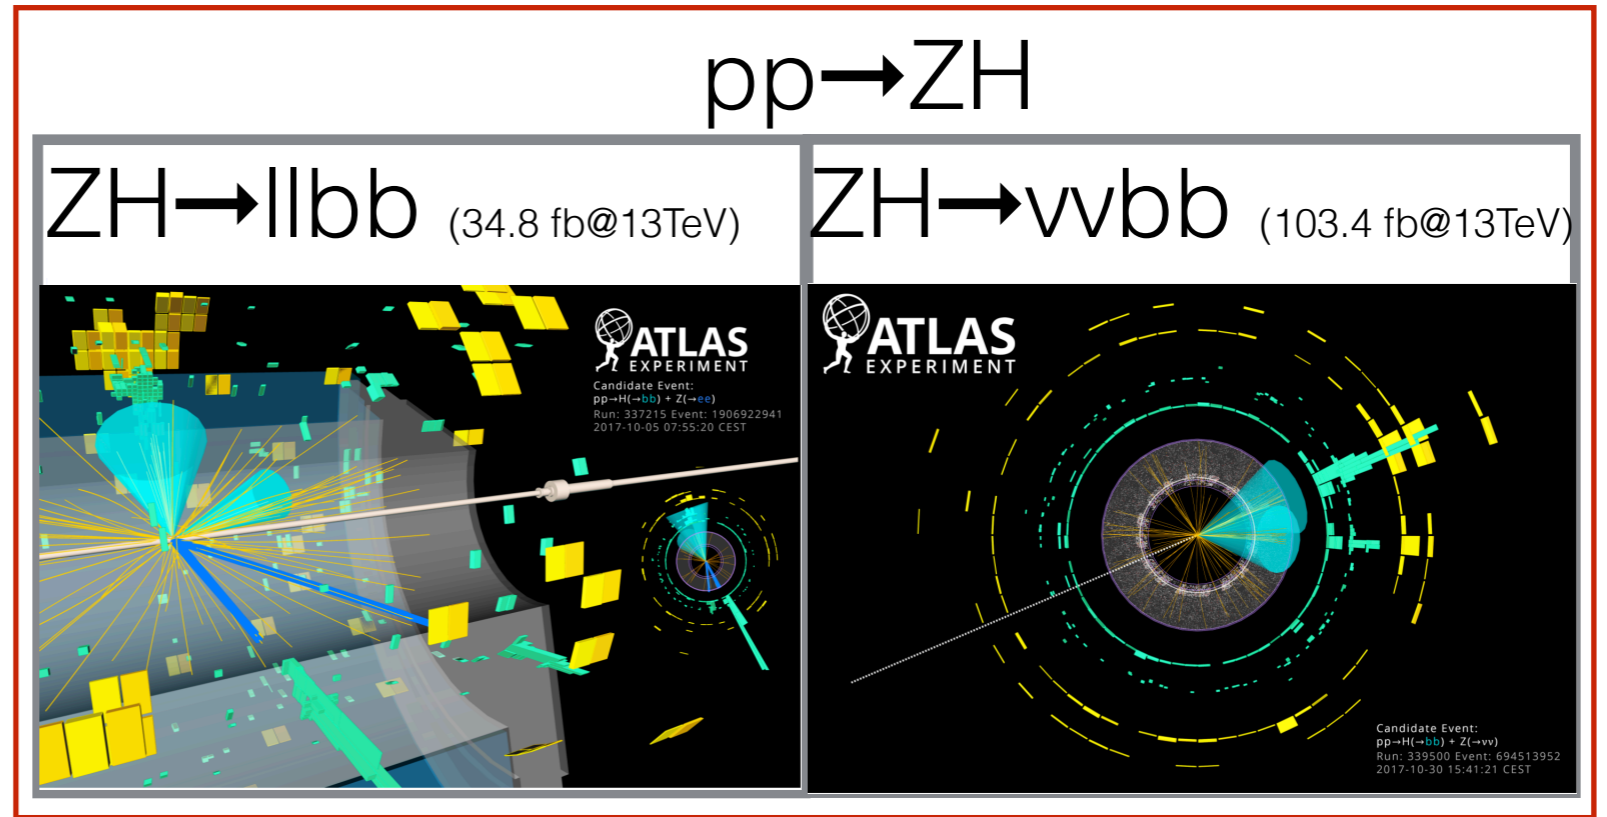 pp→ZH
ZH→llbb (34.8 fb@13TeV)
ZH→ννbb (103.4 fb@13TeV)
ATLAS
EXPERIMENT
Candidate Event:
pp→H(→bb) + Z(→ee)
Run: 337215 Event: 1906922941
2017-10-05 07:55:20 CEST
ATLAS
EXPERIMENT
Candidate Event:
pp→H(→bb) + Z(→νν)
Run: 339500 Event: 694513952
2017-10-30 15:41:21 CEST